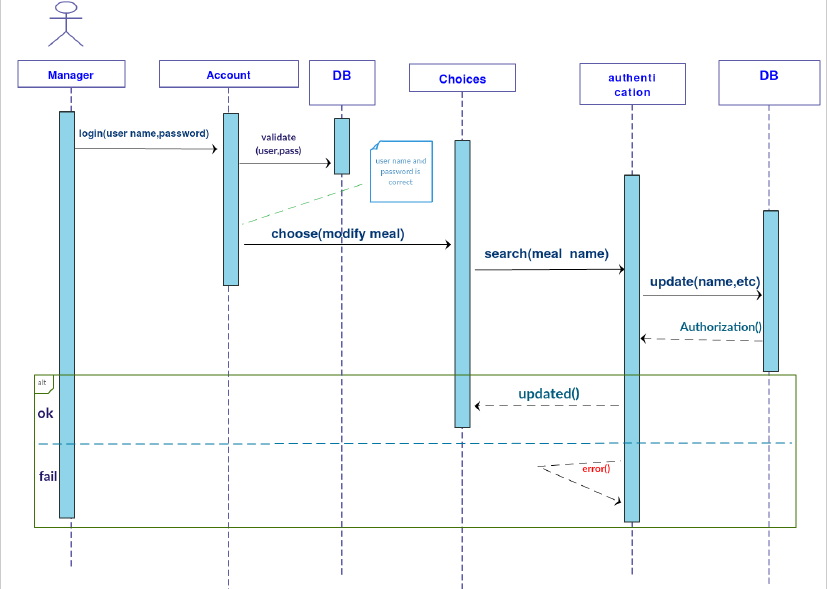 Manager
Account
DB
Choices
authenti
cation
DB
login(user name,password)
validate
(user,pass)
user name and
password is
correct
choose(modify meal)
search(meal name)
update(name,etc)
Authorization()
alt
updated()
ok
fail
error()